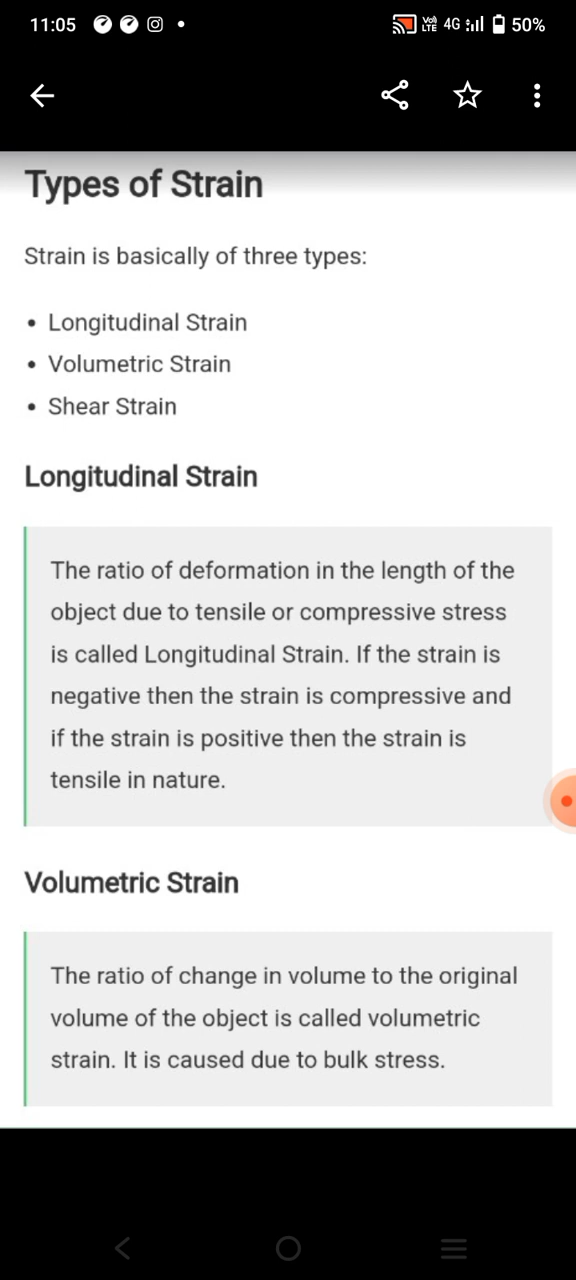 11:05
VoD LTE 4G 50%
Types of Strain
Strain is basically of three types:
• Longitudinal Strain
• Volumetric Strain
• Shear Strain
Longitudinal Strain
The ratio of deformation in the length of the
object due to tensile or compressive stress
is called Longitudinal Strain. If the strain is
negative then the strain is compressive and
if the strain is positive then the strain is
tensile in nature.
Volumetric Strain
The ratio of change in volume to the original
volume of the object is called volumetric
strain. It is caused due to bulk stress.